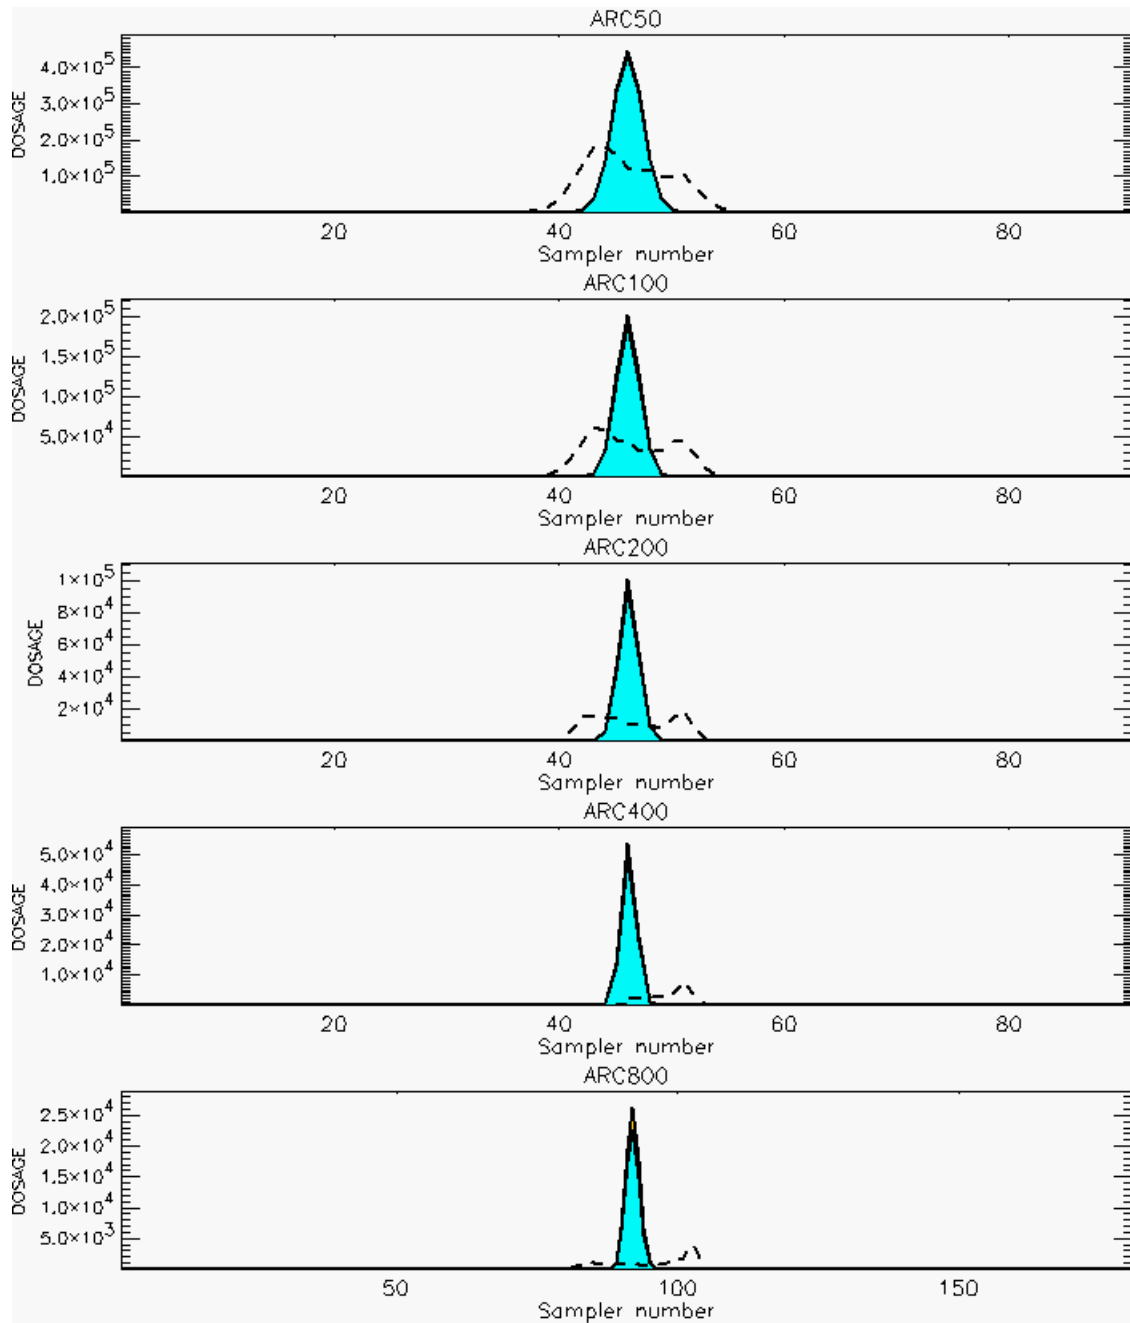 ARC50
4.0×10⁵
3.0×10⁵
2.0×10⁵
1.0×10⁵
DOSAGE
20 40 60 80
Sampler number
ARC100
2.0×10⁵
1.5×10⁵
1.0×10⁵
5.0×10⁴
DOSAGE
20 40 60 80
Sampler number
ARC200
1×10⁵
8×10⁴
6×10⁴
4×10⁴
2×10⁴
DOSAGE
20 40 60 80
Sampler number
ARC400
5.0×10⁴
4.0×10⁴
3.0×10⁴
2.0×10⁴
1.0×10⁴
DOSAGE
20 40 60 80
Sampler number
ARC800
2.5×10⁴
2.0×10⁴
1.5×10⁴
1.0×10⁴
5.0×10³
DOSAGE
50 100 150
Sampler number